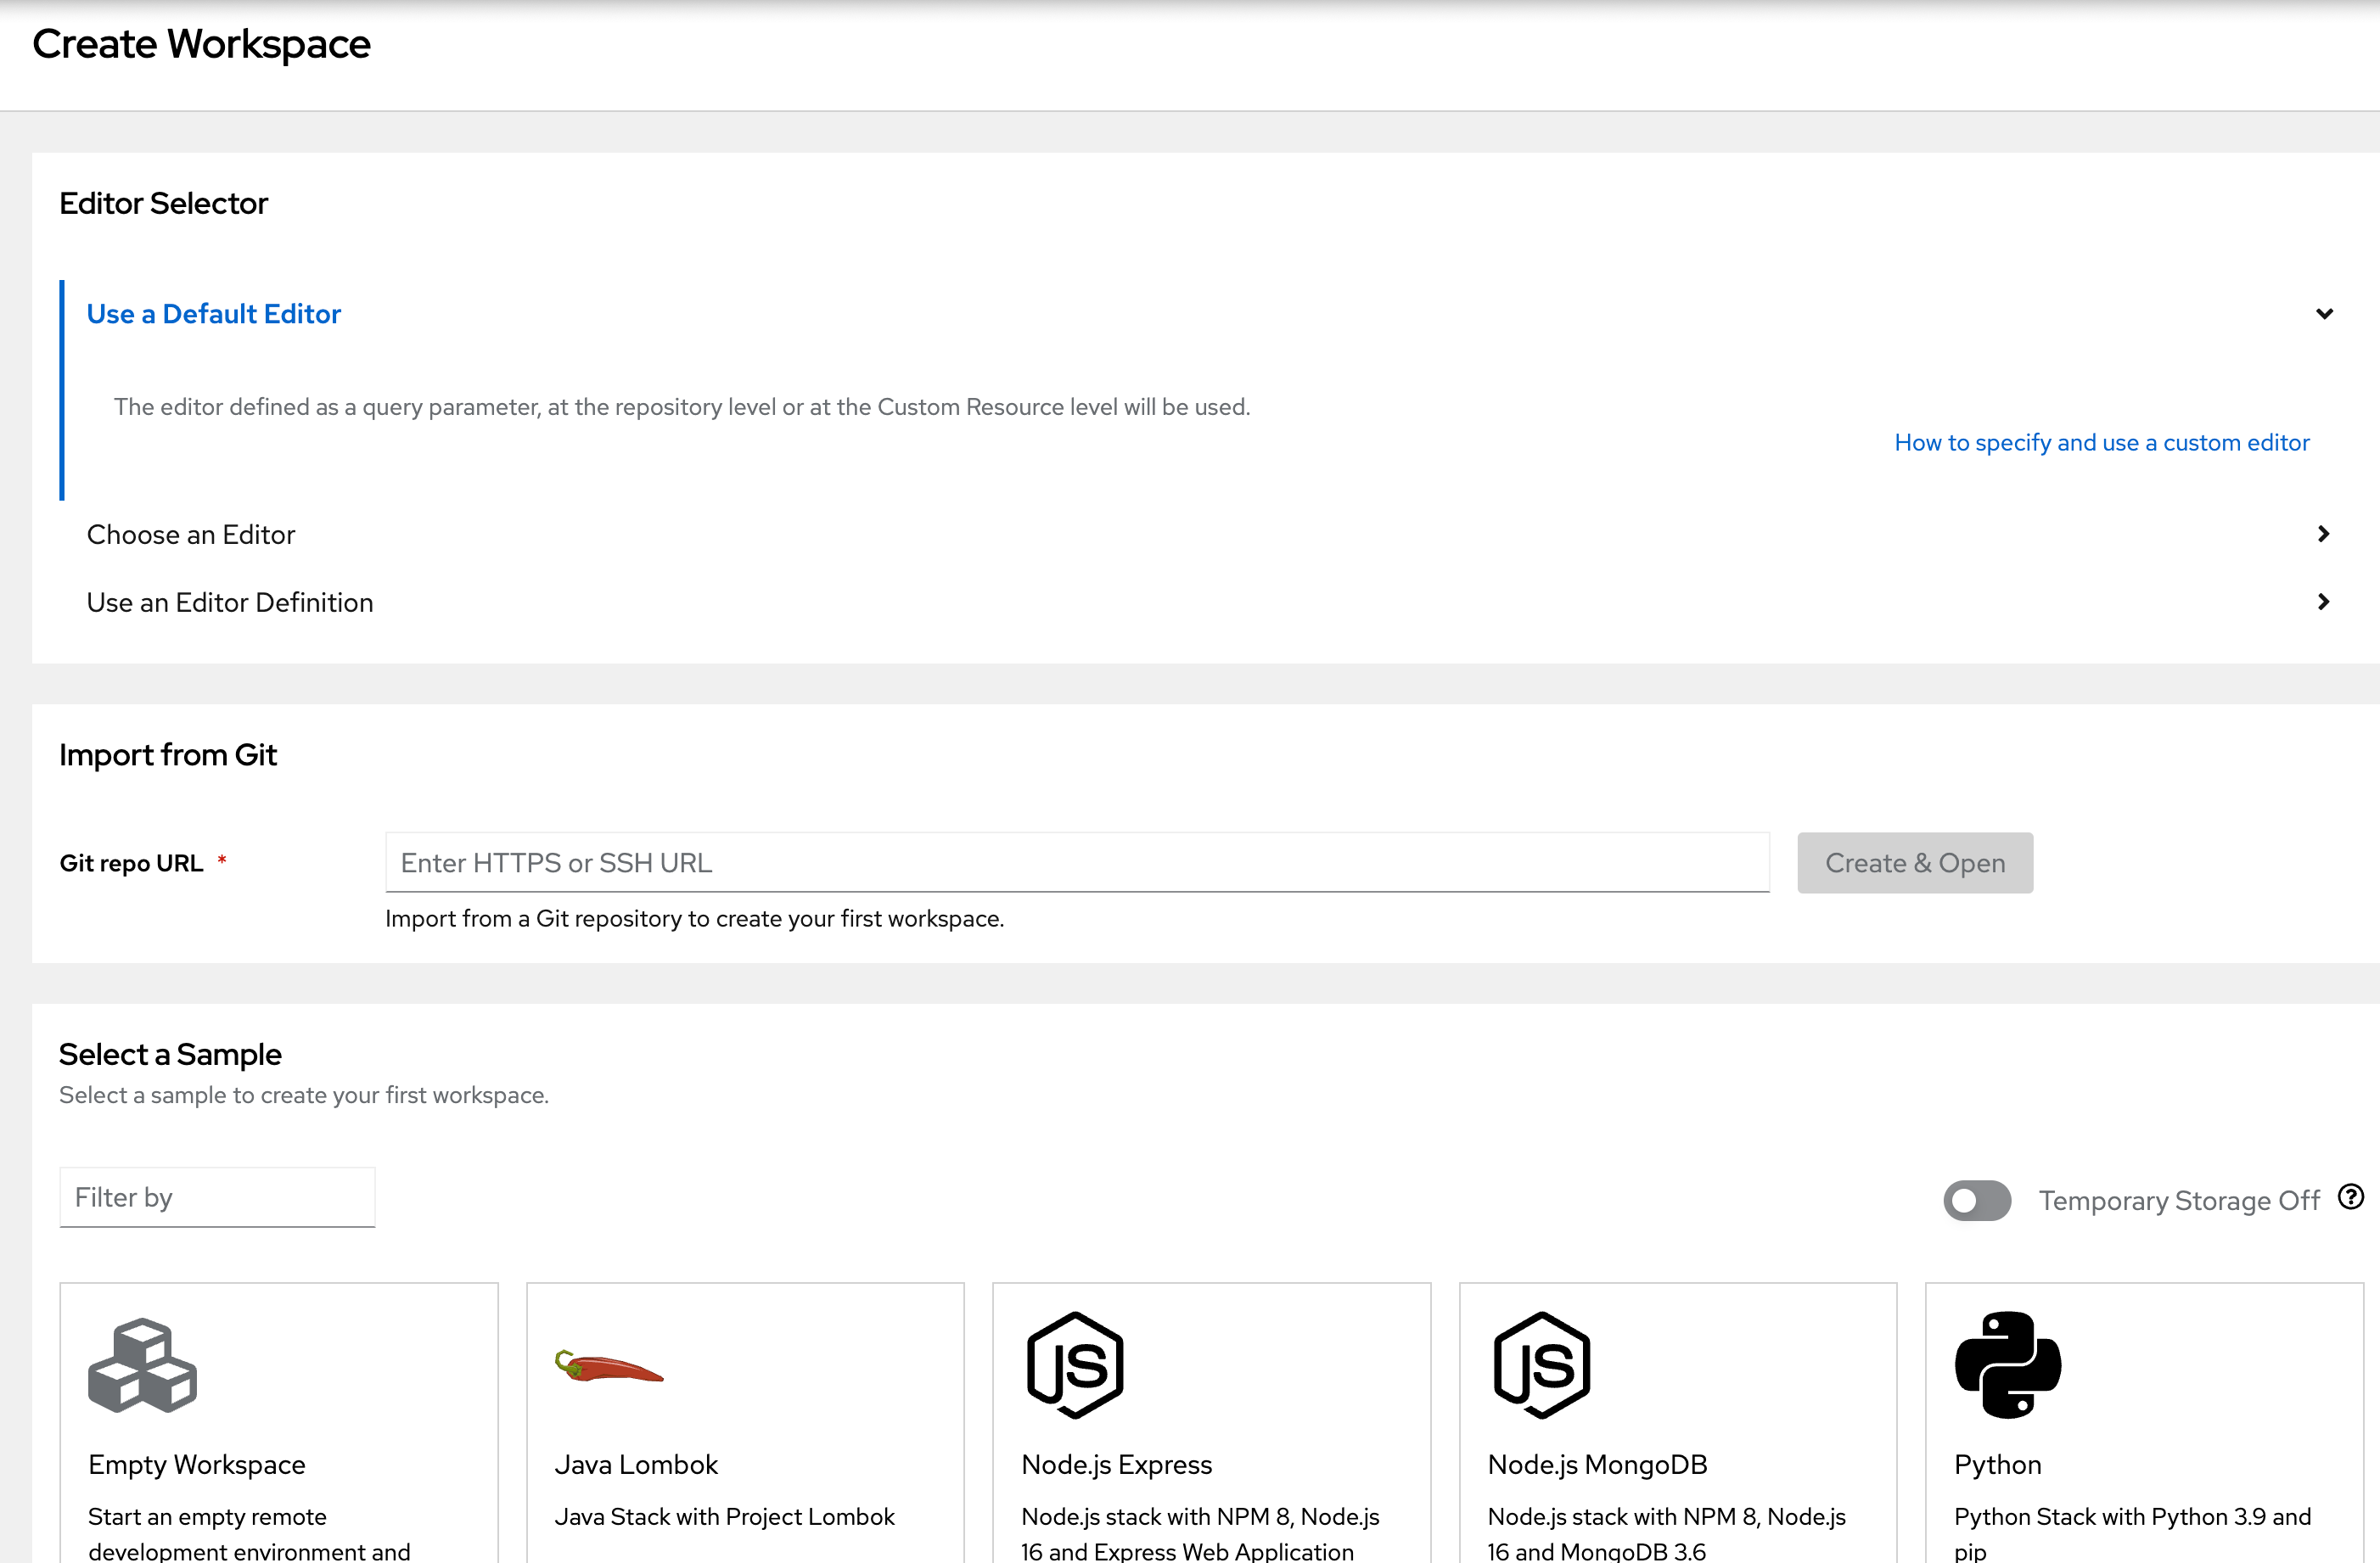 Create Workspace
Editor Selector
Use a Default Editor
The editor defined as a query parameter, at the repository level or at the Custom Resource level will be used.
How to specify and use a custom editor
Choose an Editor
Use an Editor Definition
Import from Git
Git repo URL *
Enter HTTPS or SSH URL
Create & Open
Import from a Git repository to create your first workspace.
Select a Sample
Select a sample to create your first workspace.
Filter by
Temporary Storage Off
Empty Workspace
Start an empty remote
development environment and
Java Lombok
Java Stack with Project Lombok
JS
Node.js Express
Node.js stack with NPM 8, Node.js
16 and Express Web Application
JS
Node.js MongoDB
Node.js stack with NPM 8, Node.js
16 and MongoDB 3.6
Python
Python Stack with Python 3.9 and
pip